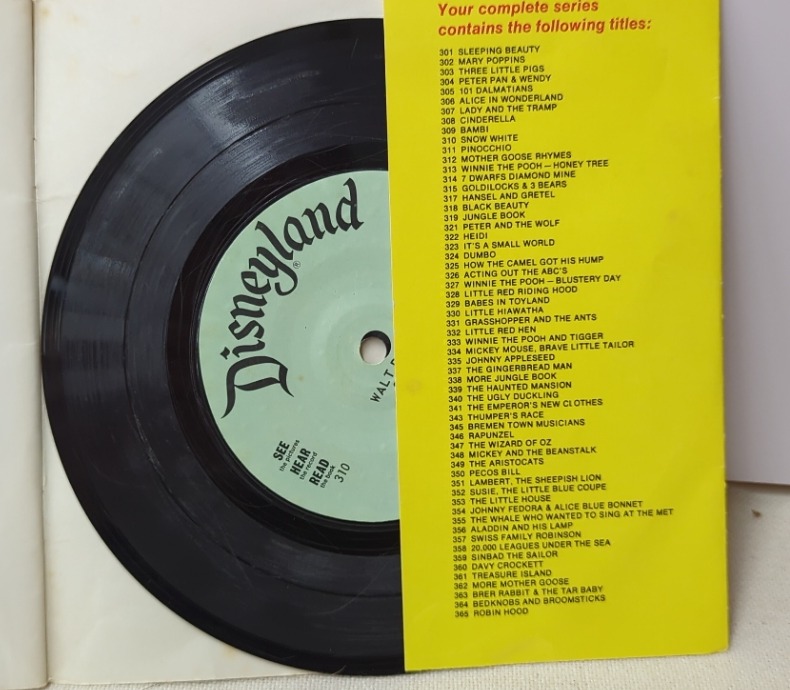 Your complete series
contains the following titles:
301 SLEEPING BEAUTY
302 MARY POPPINS
303 THREE LITTLE PIGS
304 PETER PAN & WENDY
305 101 DALMATIANS
306 ALICE IN WONDERLAND
307 LADY AND THE TRAMP
308 CINDERELLA
309 BAMBI
310 SNOW WHITE
311 PINOCCHIO
312 MOTHER GOOSE RHYMES
313 WINNIE THE POOH — HONEY TREE
314 7 DWARFS DIAMOND MINE
315 GOLDILOCKS & 3 BEARS
317 HANSEL AND GRETEL
318 BLACK BEAUTY
319 JUNGLE BOOK
321 PETER AND THE WOLF
322 HEIDI
323 IT'S A SMALL WORLD
324 DUMBO
325 HOW THE CAMEL GOT HIS HUMP
326 ACTING OUT THE ABC'S
327 WINNIE THE POOH — BLUSTERY DAY
328 LITTLE RED RIDING HOOD
329 BABES IN TOYLAND
330 LITTLE HIAWATHA
331 GRASSHOPPER AND THE ANTS
332 LITTLE RED HEN
333 WINNIE THE POOH AND TIGGER
334 MICKEY MOUSE, BRAVE LITTLE TAILOR
335 JOHNNY APPLESEED
337 THE GINGERBREAD MAN
338 MORE JUNGLE BOOK
339 THE HAUNTED MANSION
340 THE UGLY DUCKLING
341 THE EMPEROR'S NEW CLOTHES
343 THUMPER'S RACE
345 BREMEN TOWN MUSICIANS
346 RAPUNZEL
347 THE WIZARD OF OZ
348 MICKEY AND THE BEANSTALK
349 THE ARISTOCATS
350 PECOS BILL
351 LAMBERT, THE SHEEPISH LION
352 SUSIE, THE LITTLE BLUE COUPE
353 THE LITTLE HOUSE
354 JOHNNY FEDORA & ALICE BLUE BONNET
355 THE WHALE WHO WANTED TO SING AT THE MET
356 ALADDIN AND HIS LAMP
357 SWISS FAMILY ROBINSON
358 20,000 LEAGUES UNDER THE SEA
359 SINBAD THE SAILOR
360 DAVY CROCKETT
361 TREASURE ISLAND
362 MORE MOTHER GOOSE
363 BRER RABBIT & THE TAR BABY
364 BEDKNOBS AND BROOMSTICKS
365 ROBIN HOOD
Disneyland®
WALT
SEE
the pictures
HEAR
the record
READ
the book
310